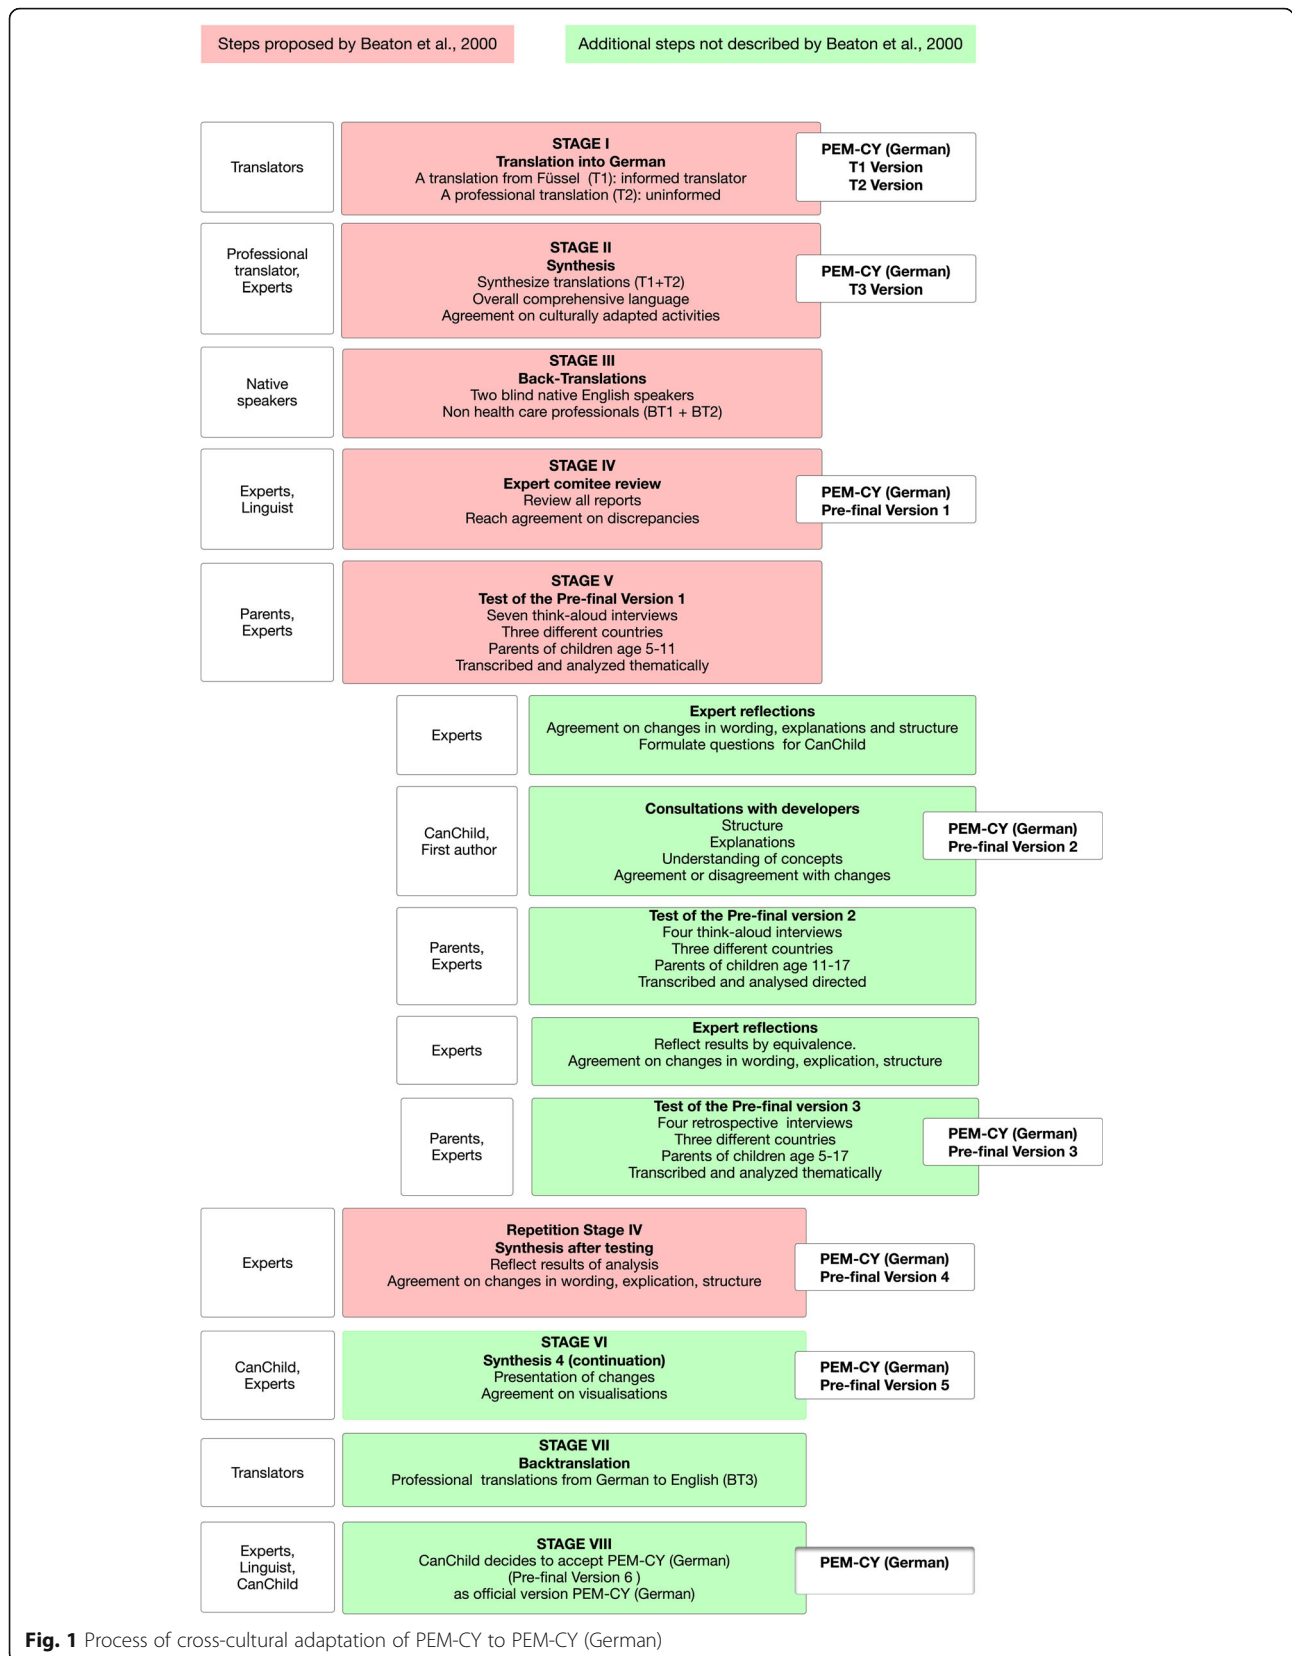 Steps proposed by Beaton et al., 2000
Additional steps not described by Beaton et al., 2000
Translators
STAGE I
Translation into German
A translation from Füssel (T1): informed translator
A professional translation (T2): uninformed
PEM-CY (German)
T1 Version
T2 Version
Professional
translator,
Experts
STAGE II
Synthesis
Synthesize translations (T1+T2)
Overall comprehensive language
Agreement on culturally adapted activities
PEM-CY (German)
T3 Version
Native
speakers
STAGE III
Back-Translations
Two blind native English speakers
Non health care professionals (BT1 + BT2)
Experts,
Linguist
STAGE IV
Expert comitee review
Review all reports
Reach agreement on discrepancies
PEM-CY (German)
Pre-final Version 1
Parents,
Experts
STAGE V
Test of the Pre-final Version 1
Seven think-aloud interviews
Three different countries
Parents of children age 5-11
Transcribed and analyzed thematically
Experts
Expert reflections
Agreement on changes in wording, explanations and structure
Formulate questions for CanChild
CanChild,
First author
Consultations with developers
Structure
Explanations
Understanding of concepts
Agreement or disagreement with changes
PEM-CY (German)
Pre-final Version 2
Parents,
Experts
Test of the Pre-final version 2
Four think-aloud interviews
Three different countries
Parents of children age 11-17
Transcribed and analysed directed
Experts
Expert reflections
Reflect results by equivalence.
Agreement on changes in wording, explication, structure
Parents,
Experts
Test of the Pre-final version 3
Four retrospective interviews
Three different countries
Parents of children age 5-17
Transcribed and analyzed thematically
PEM-CY (German)
Pre-final Version 3
Experts
Repetition Stage IV
Synthesis after testing
Reflect results of analysis
Agreement on changes in wording, explication, structure
PEM-CY (German)
Pre-final Version 4
CanChild,
Experts
STAGE VI
Synthesis 4 (continuation)
Presentation of changes
Agreement on visualisations
PEM-CY (German)
Pre-final Version 5
Translators
STAGE VII
Backtranslation
Professional translations from German to English (BT3)
Experts,
Linguist,
CanChild
STAGE VIII
CanChild decides to accept PEM-CY (German)
(Pre-final Version 6 )
as official version PEM-CY (German)
PEM-CY (German)
Fig. 1 Process of cross-cultural adaptation of PEM-CY to PEM-CY (German)